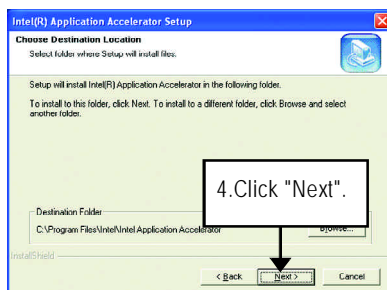 Intel(R) Application Accelerator Setup
Choose Destination Location
Select folder where Setup will install files.
Setup will install Intel(R) Application Accelerator in the following folder.
To install to this folder, click Next. To install to a different folder, click Browse and select
another folder.
4.Click "Next".
Destination Folder
C:\Program Files\Intel\Intel Application Accelerator
Browse...
InstallShield
< Back
Next >
Cancel